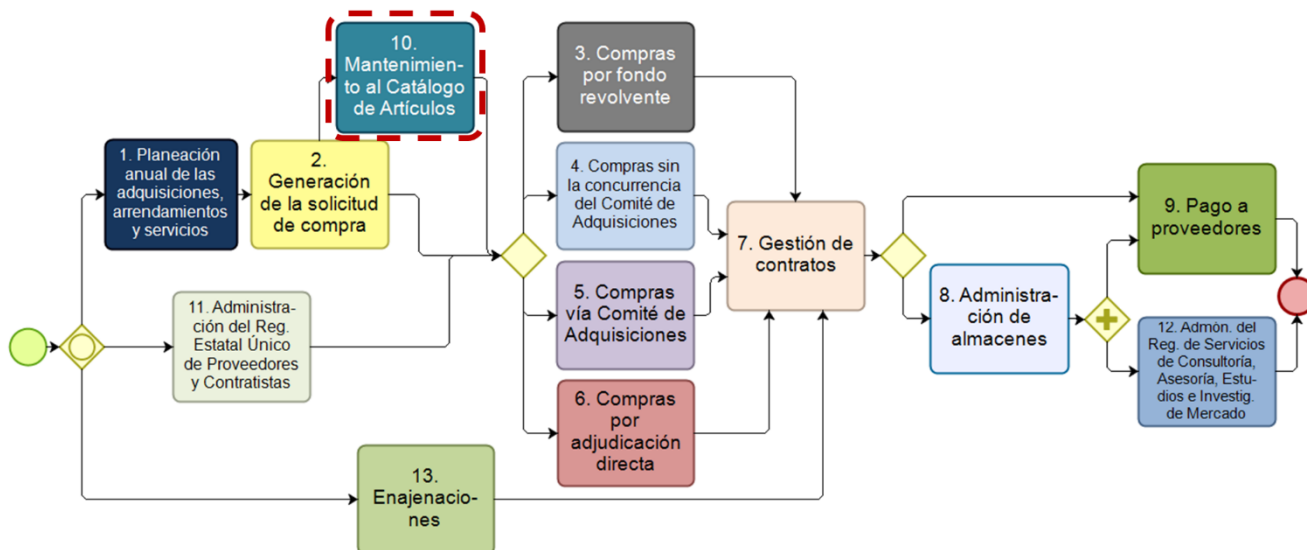 10.
Mantenimien-
to al Catálogo
de Artículos
3. Compras
por fondo
revolvente
1. Planeación
anual de las
adquisiciones,
arrendamientos
y servicios
2.
Generación
de la solicitud
de compra
4. Compras sin
la concurrencia
del Comité de
Adquisiciones
9. Pago a
proveedores
7. Gestión de
contratos
5. Compras
vía Comité de
Adquisiciones
8. Administra-
ción de
almacenes
11. Administra-
ción del Reg.
Estatal Único
de Proveedores
y Contratistas
12. Admón. del
Reg. de Servicios
de Consultoría,
Asesoría, Estu-
dios e Investig.
de Mercado
6. Compras
por
adjudicación
directa
13.
Enajenacio-
nes